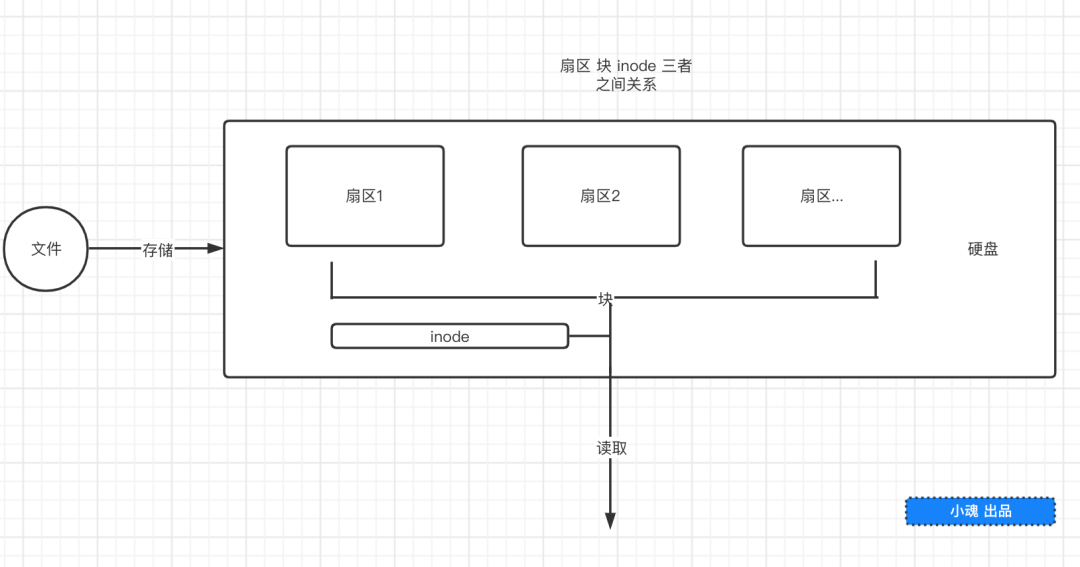 扇区 块 inode 三者
之间关系
扇区1
扇区2
扇区...
文件
存储
硬盘
块
inode
读取
小魂 出品